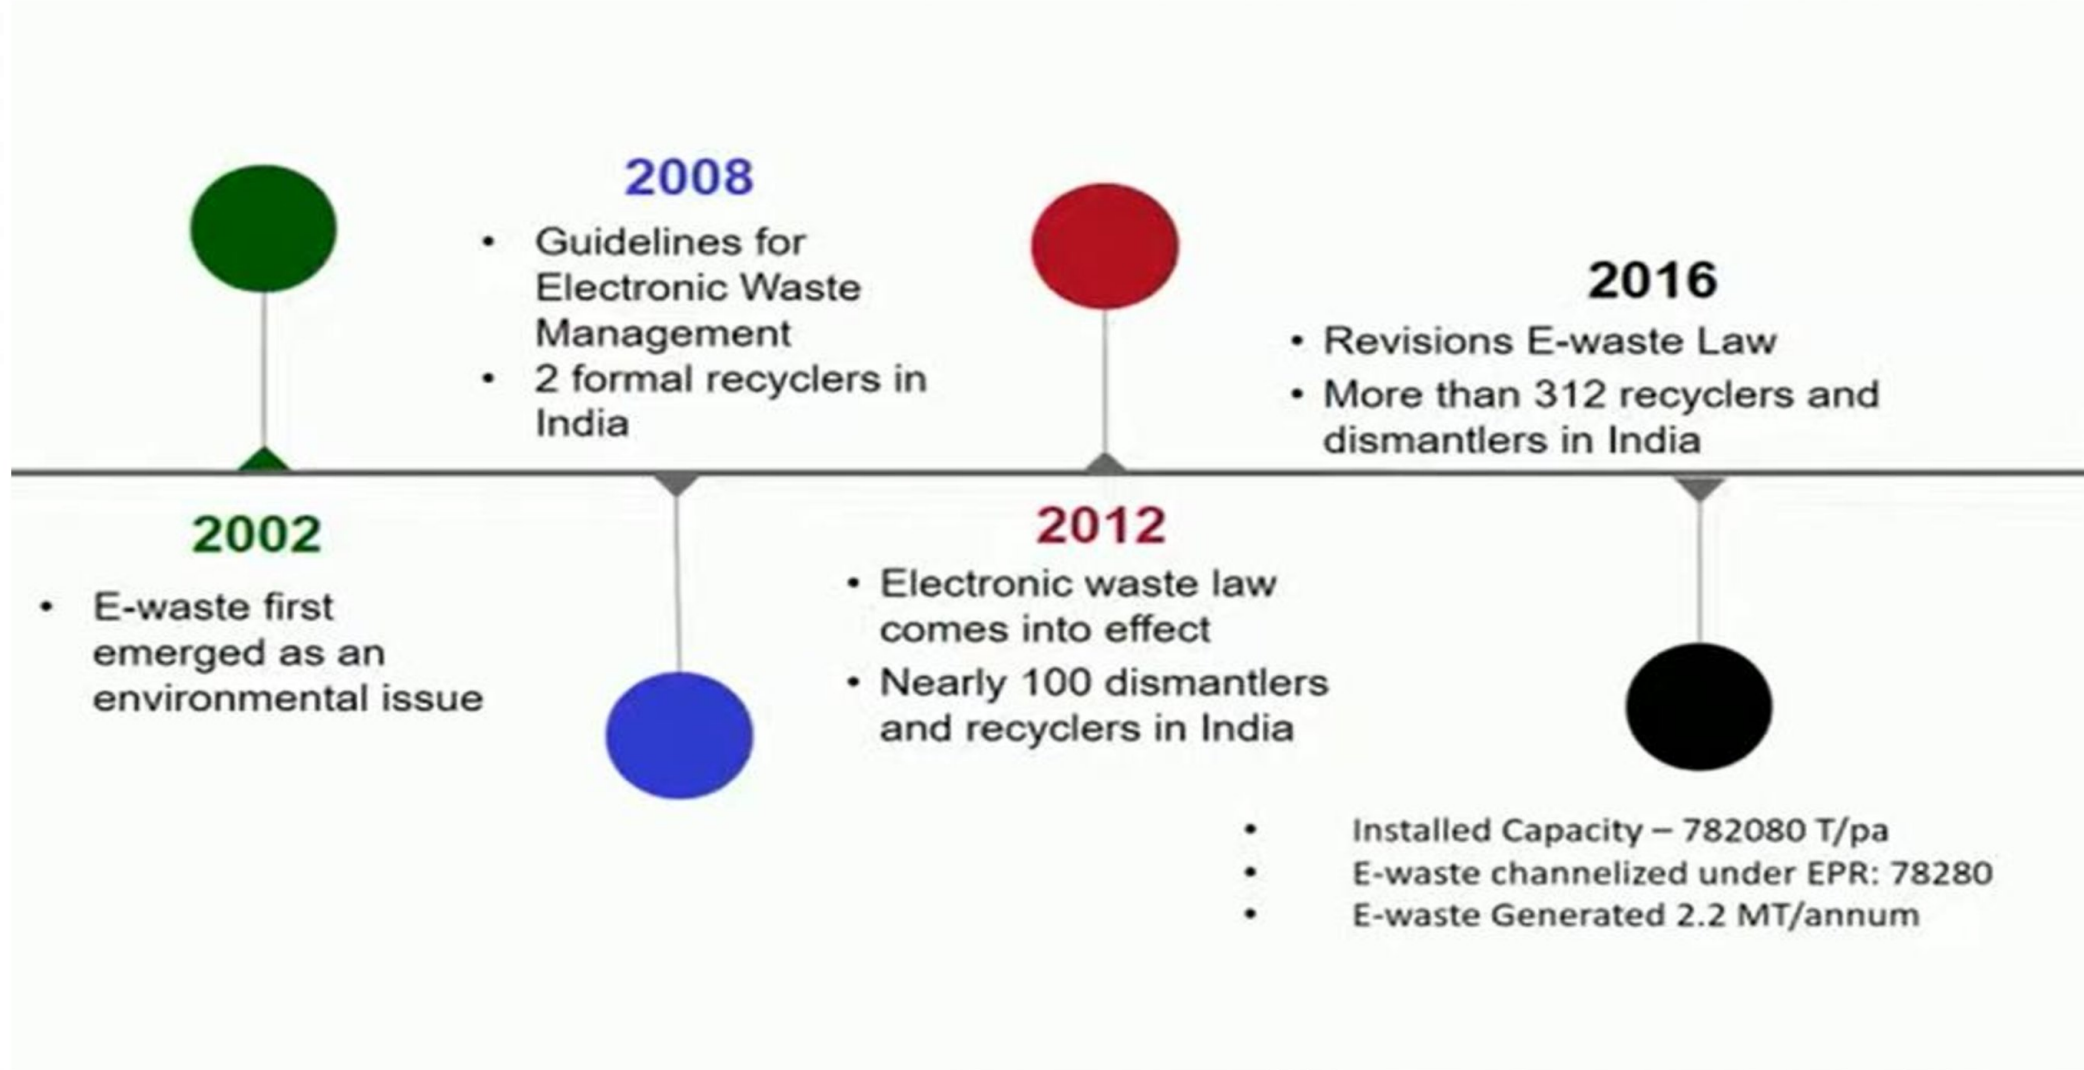 2002
• E-waste first
emerged as an
environmental issue
2008
• Guidelines for
Electronic Waste
Management
• 2 formal recyclers in
India
2012
• Electronic waste law
comes into effect
• Nearly 100 dismantlers
and recyclers in India
2016
• Revisions E-waste Law
• More than 312 recyclers and
dismantlers in India
• Installed Capacity – 782080 T/pa
• E-waste channelized under EPR: 78280
• E-waste Generated 2.2 MT/annum